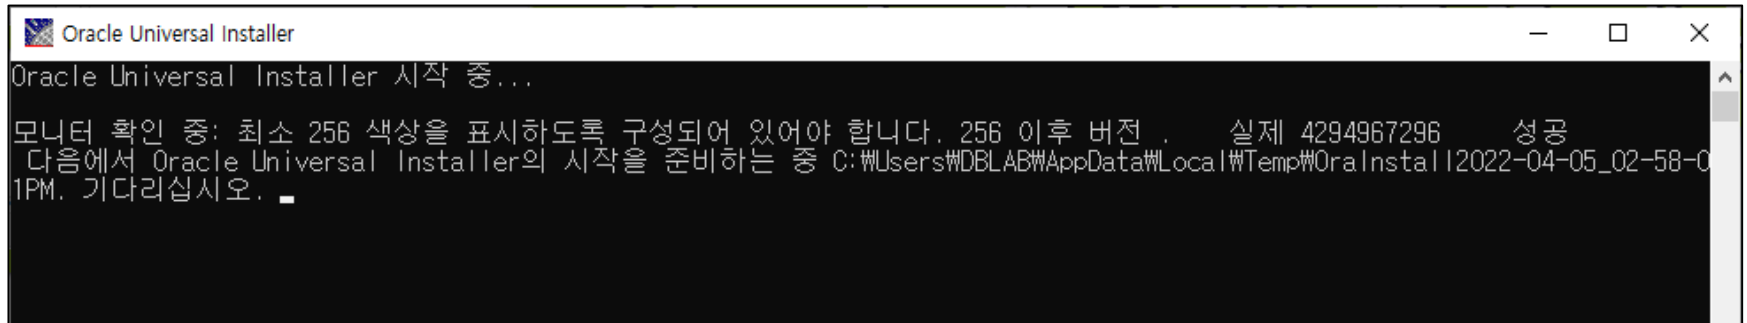 Oracle Universal Installer
Oracle Universal Installer 시작 중...
모니터 확인 중: 최소 256 색상을 표시하도록 구성되어 있어야 합니다. 256 이후 버전 . 실제 4294967296 성공
다음에서 Oracle Universal Installer의 시작을 준비하는 중 C:₩Users₩DBLAB₩AppData₩Local₩Temp₩OraInstall2022-04-05_02-58-0
1PM. 기다리십시오.